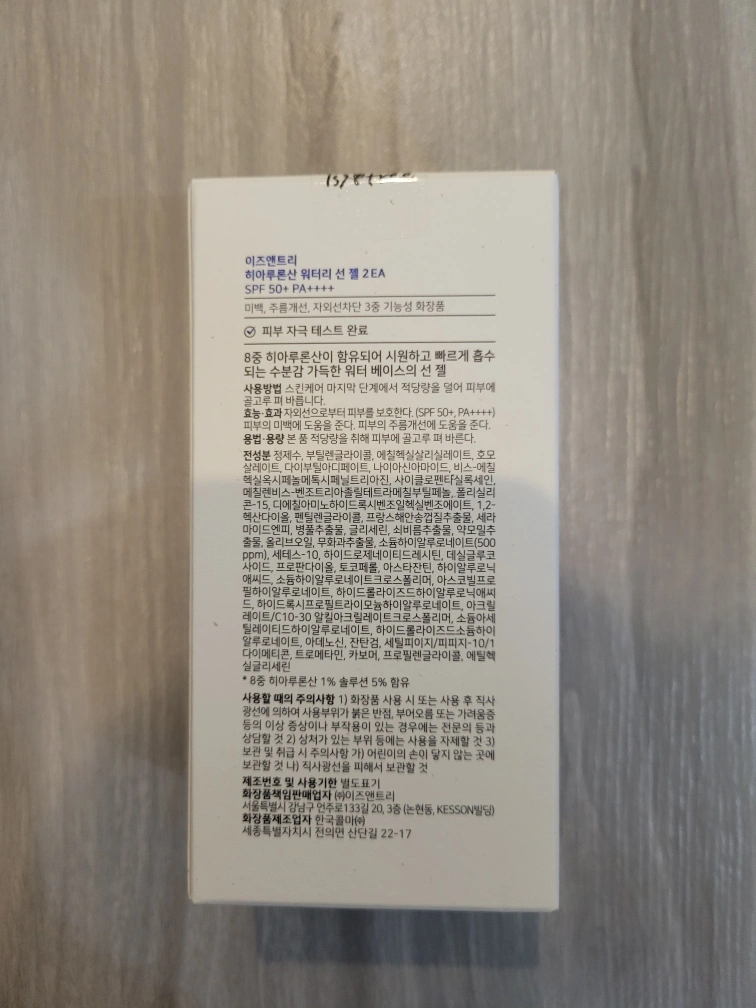 이즈앤트리
히아루론산 워터리 선 젤 2EA
SPF 50+ PA++++
미백, 주름개선, 자외선차단 3중 기능성 화장품
피부 자극 테스트 완료
8중 히아루론산이 함유되어 시원하고 빠르게 흡수
되는 수분감 가득한 워터 베이스의 선 젤
사용방법 스킨케어 마지막 단계에서 적당량을 덜어 피부에
골고루 펴 바릅니다.
효능·효과 자외선으로부터 피부를 보호한다. (SPF 50+, PA++++)
피부의 미백에 도움을 준다. 피부의 주름개선에 도움을 준다.
용법·용량 본 품 적당량을 취해 피부에 골고루 펴 바른다.
전성분 정제수, 부틸렌글라이콜, 에칠헥실살리실레이트, 호모
살레이트, 다이부틸아디페이트, 나이아신아마이드, 비스-에칠
헥실옥시페놀메톡시페닐트리아진, 사이클로펜타실록세인,
메칠렌비스-벤조트리아졸릴테트라메칠부틸페놀, 폴리실리
콘-15, 디에칠아미노하이드록시벤조일헥실벤조에이트, 1,2-
헥산다이올, 펜틸렌글라이콜, 프랑스해안송껍질추출물, 세라
마이드엔피, 병풀추출물, 글리세린, 쇠비름추출물, 약모밀추
출물, 올리브오일, 무화과추출물, 소듐하이알루로네이트(500
ppm), 세테스-10, 하이드로제네이티드레시틴, 데실글루코
사이드, 프로판다이올, 토코페롤, 아스타잔틴, 하이알루로닉
애씨드, 소듐하이알루로네이트크로스폴리머, 아스코빌프로
필하이알루로네이트, 하이드롤라이즈드하이알루로닉애씨
드, 하이드록시프로필트라이모늄하이알루로네이트, 아크릴
레이트/C10-30 알킬아크릴레이트크로스폴리머, 소듐아세
틸레이티드하이알루로네이트, 하이드롤라이즈드소듐하이
알루로네이트, 아데노신, 잔탄검, 세틸피이지/피피지-10/1
다이메티콘, 트로메타민, 카보머, 프로필렌글라이콜, 에틸헥
실글리세린
* 8중 히아루론산 1% 솔루션 5% 함유
사용할 때의 주의사항 1) 화장품 사용 시 또는 사용 후 직사
광선에 의하여 사용부위가 붉은 반점, 부어오름 또는 가려움증
등의 이상 증상이나 부작용이 있는 경우에는 전문의 등과
상담할 것 2) 상처가 있는 부위 등에는 사용을 자제할 것 3)
보관 및 취급 시 주의사항 가) 어린이의 손이 닿지 않는 곳에
보관할 것 나) 직사광선을 피해서 보관할 것
제조번호 및 사용기한 별도표기
화장품책임판매업자 ㈜이즈앤트리
서울특별시 강남구 언주로133길 20, 3층 (논현동, KESSON빌딩)
화장품제조업자 한국콜마㈜
세종특별자치시 전의면 산단길 22-17